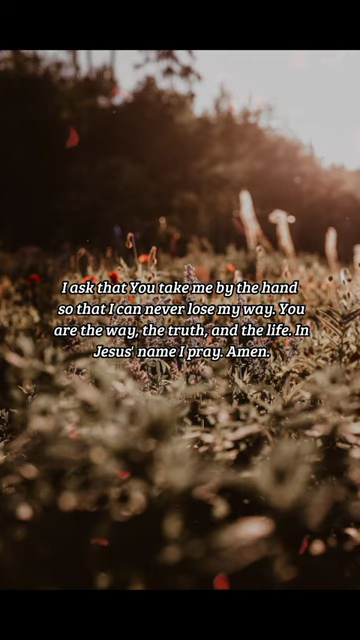 I ask that You take me by the hand
so that I can never lose my way. You
are the way, the truth, and the life. In
Jesus' name I pray. Amen.